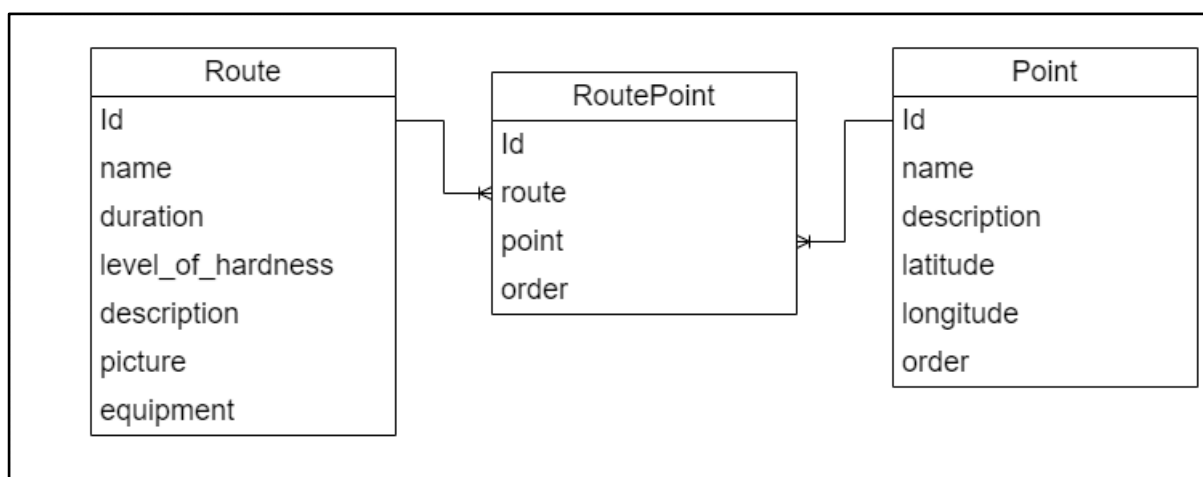 Route
Id
name
duration
level_of_hardness
description
picture
equipment
RoutePoint
Id
route
point
order
Point
Id
name
description
latitude
longitude
order